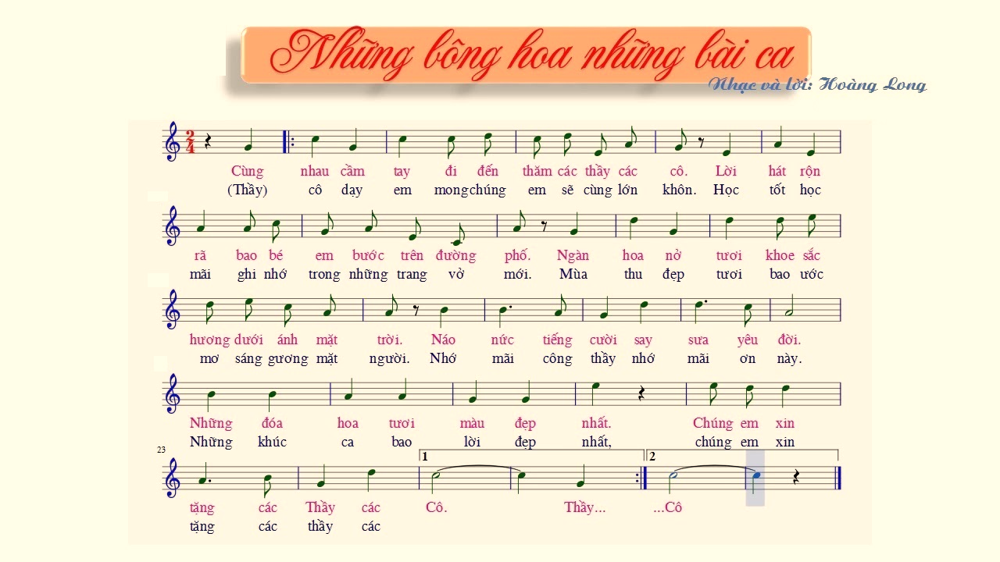 Những bông hoa những bài ca
Nhạc và lời: Hoàng Long
2 4
Cùng nhau cầm tay đi đến thăm các thầy các cô. Lời hát rộn
(Thầy) cô dạy em mong chúng em sẽ cùng lớn khôn. Học tốt học
rã bao bé em bước trên đường phố. Ngàn hoa nở tươi khoe sắc
mãi ghi nhớ trong những trang vở mới. Mùa thu đẹp tươi bao ước
hương dưới ánh mặt trời. Náo nức tiếng cười say sưa yêu đời.
mơ sáng gương mặt người. Nhớ mãi công thầy nhớ mãi ơn này.
Những đóa hoa tươi màu đẹp nhất. Chúng em xin
Những khúc ca bao lời đẹp nhất, chúng em xin
23
1 2
tặng các Thầy các Cô. Thầy... ...Cô
tặng các thầy các